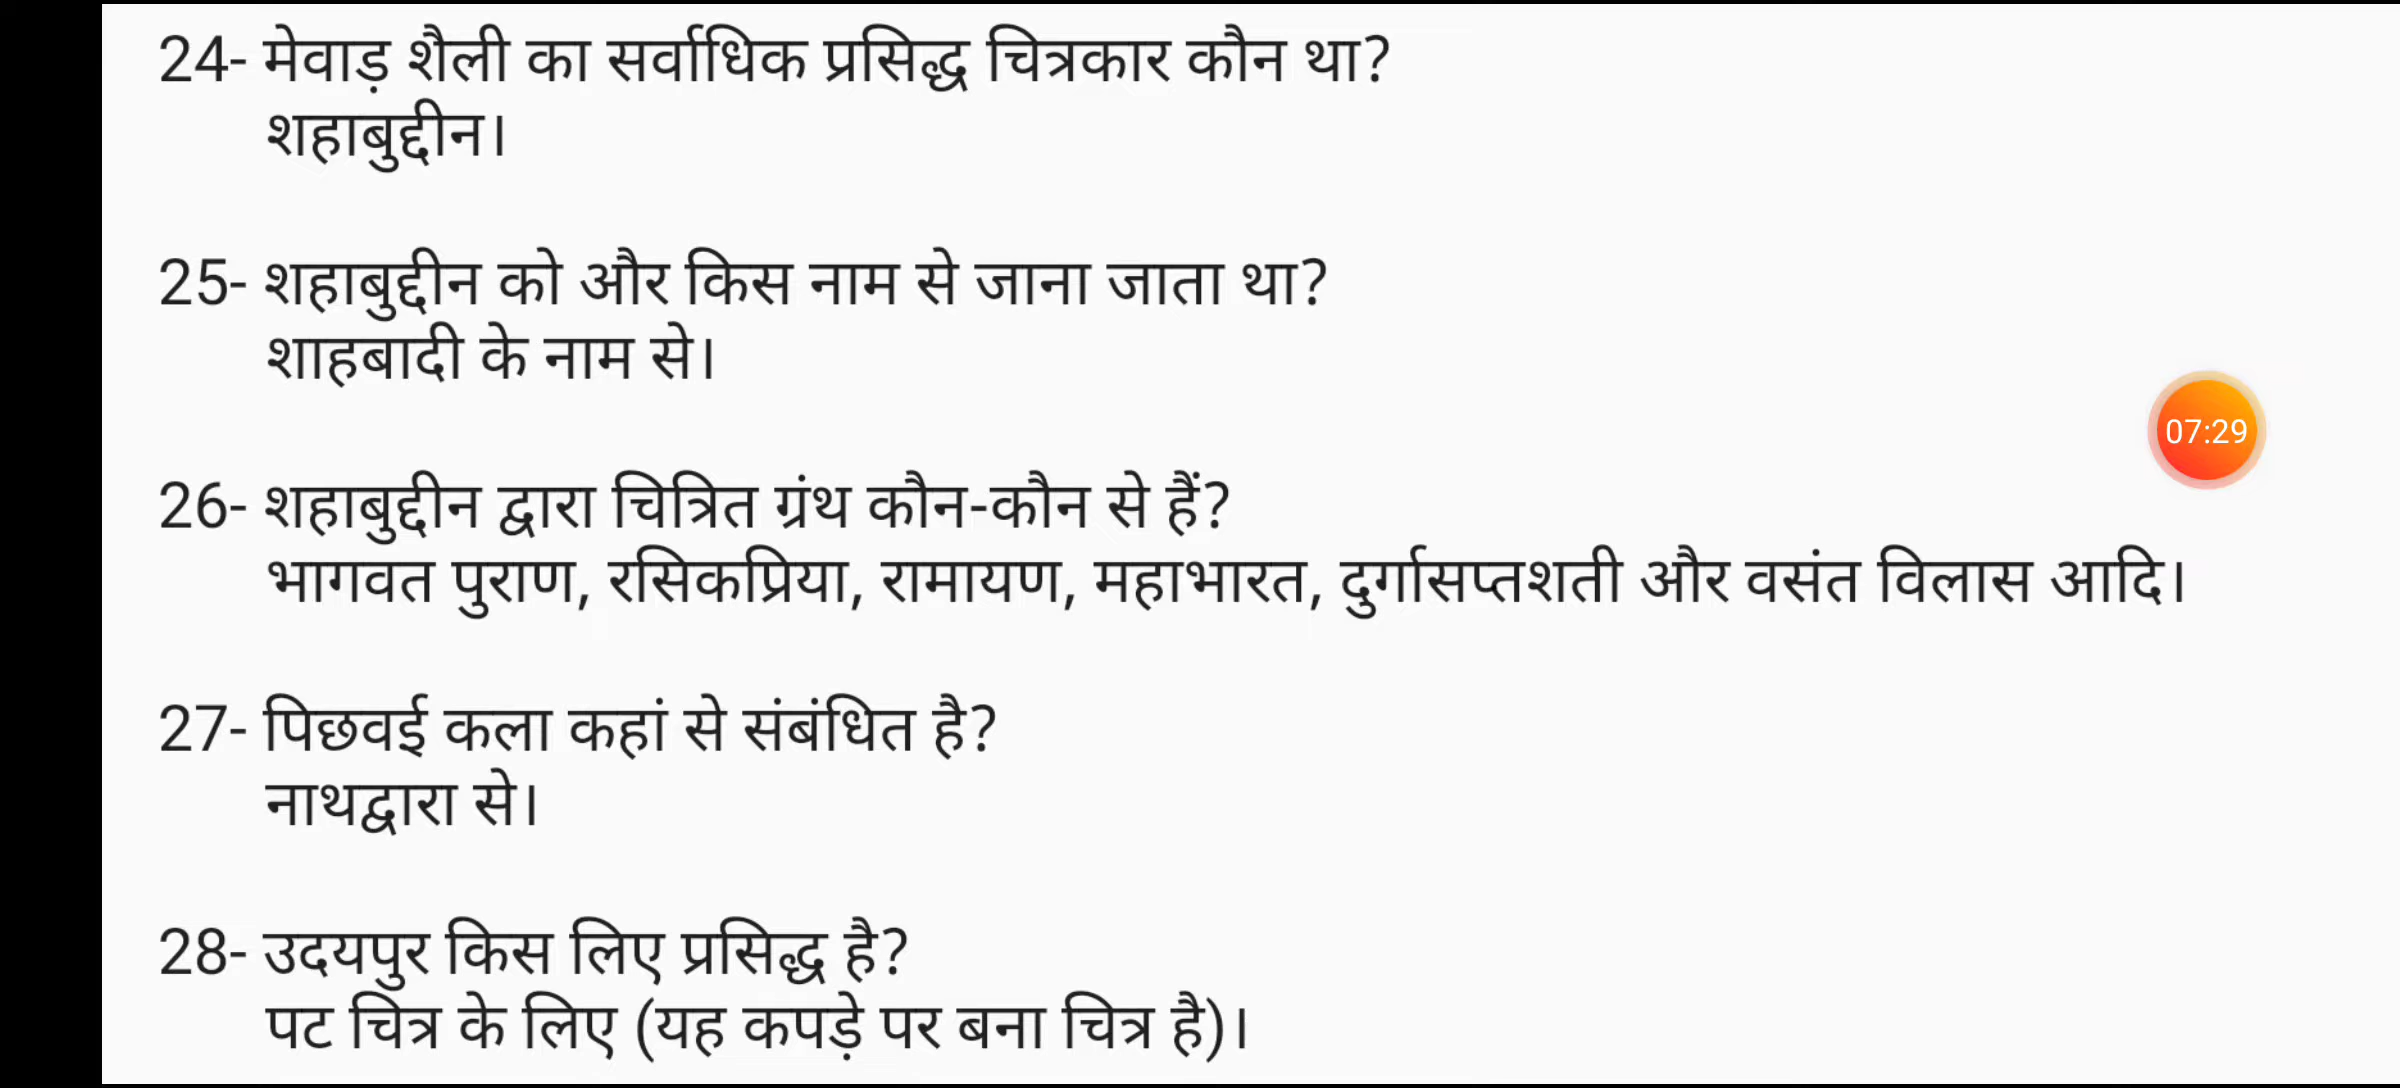 24- मेवाड़ शैली का सर्वाधिक प्रसिद्ध चित्रकार कौन था?
शहाबुद्दीन।
25- शहाबुद्दीन को और किस नाम से जाना जाता था?
शाहबादी के नाम से।
07:29
26- शहाबुद्दीन द्वारा चित्रित ग्रंथ कौन-कौन से हैं?
भागवत पुराण, रसिकप्रिया, रामायण, महाभारत, दुर्गासप्तशती और वसंत विलास आदि।
27- पिछवई कला कहां से संबंधित है?
नाथद्वारा से।
28- उदयपुर किस लिए प्रसिद्ध है?
पट चित्र के लिए (यह कपड़े पर बना चित्र है)।